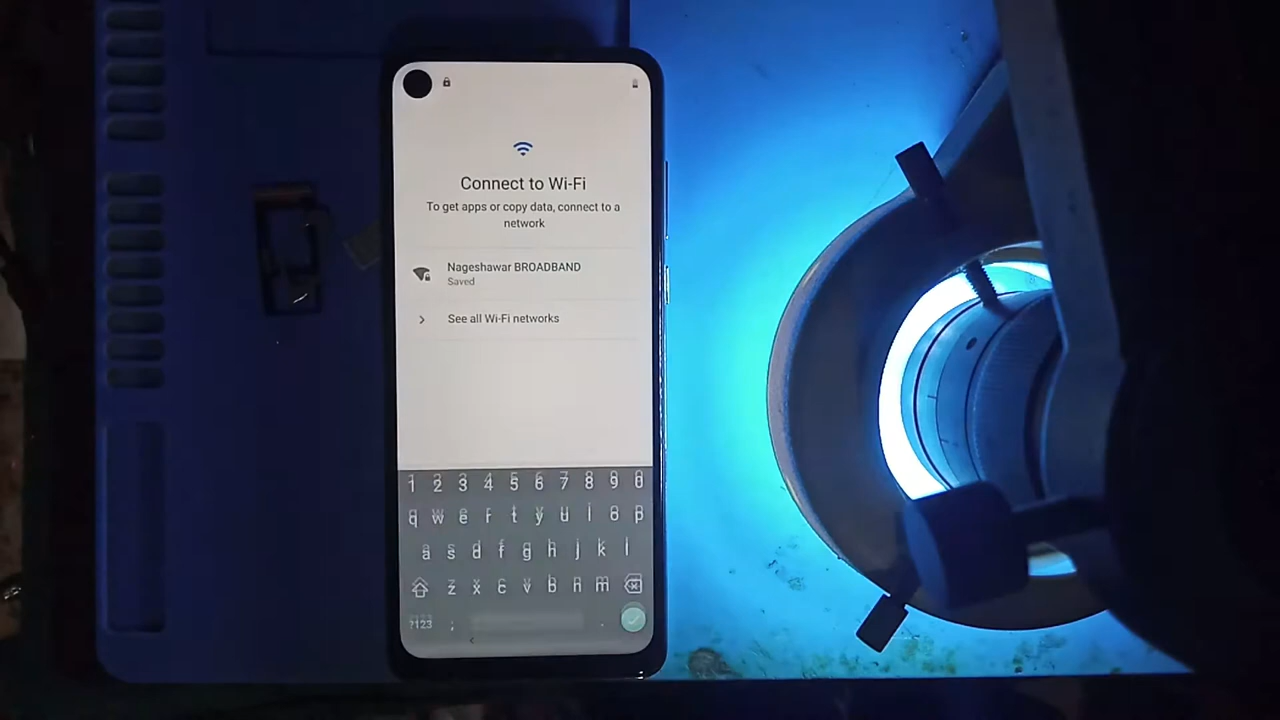 Connect to Wi-Fi
To get apps or copy data, connect to a
network
Nageshawar BROADBAND
Saved
See all Wi-Fi networks
1 2 3 4 5 6 7 8 9 0
q w e r t y u i o p
a s d f g h j k l
z x c v b n m
?123 , .